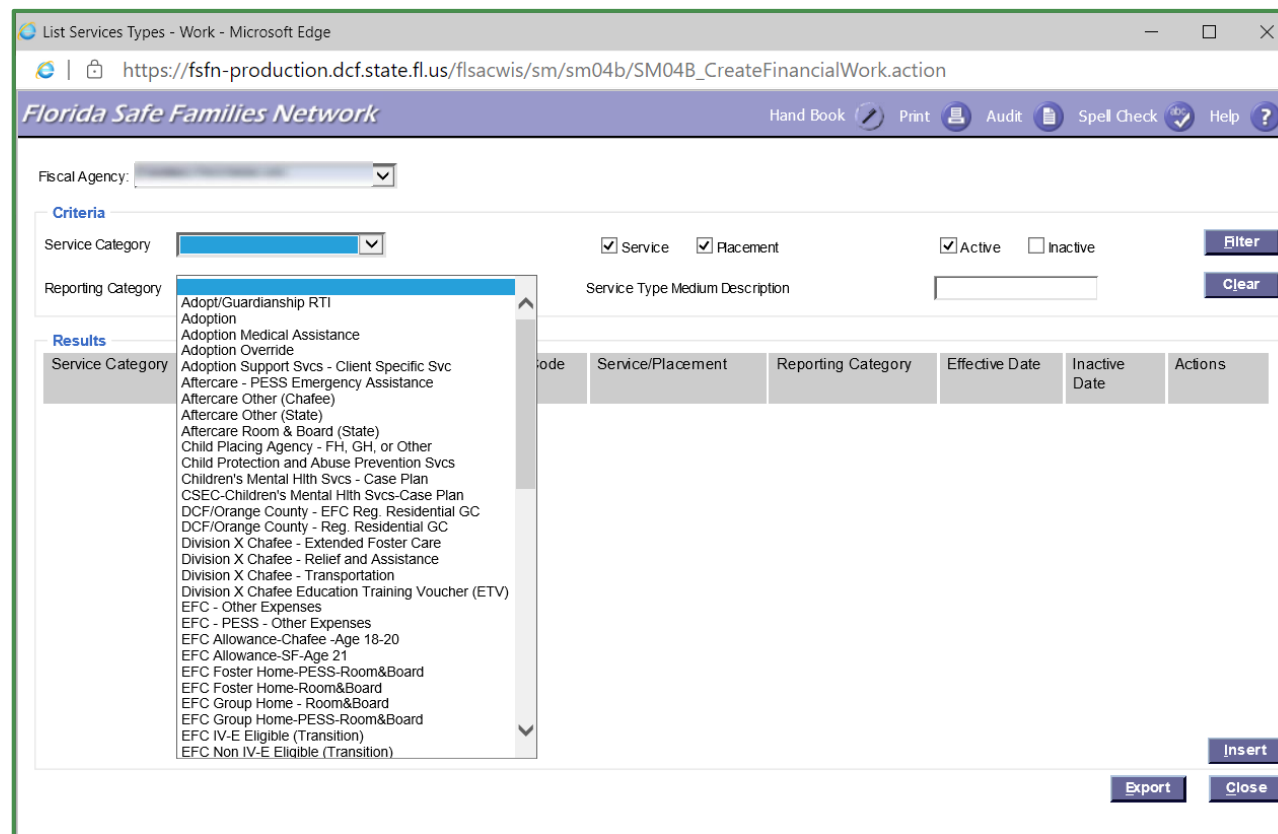 List Services Types - Work - Microsoft Edge
https://fsfn-production.dcf.state.fl.us/flsacwis/sm/sm04b/SM04B_CreateFinancialWork.action
Florida Safe Families Network Hand Book Print Audit Spell Check Help ?
Fiscal Agency:
Criteria
Service Category Service Placement Active Inactive Filter
Reporting Category Service Type Medium Description Clear
Adopt/Guardianship RTI
Adoption
Adoption Medical Assistance
Adoption Override
Adoption Support Svcs - Client Specific Svc
Aftercare - PESS Emergency Assistance
Aftercare Other (Chafee)
Aftercare Other (State)
Aftercare Room & Board (State)
Child Placing Agency - FH, GH, or Other
Child Protection and Abuse Prevention Svcs
Children's Mental Hlth Svcs - Case Plan
CSEC-Children's Mental Hlth Svcs-Case Plan
DCF/Orange County - EFC Reg. Residential GC
DCF/Orange County - Reg. Residential GC
Division X Chafee - Extended Foster Care
Division X Chafee - Relief and Assistance
Division X Chafee - Transportation
Division X Chafee Education Training Voucher (ETV)
EFC - Other Expenses
EFC - PESS - Other Expenses
EFC Allowance-Chafee -Age 18-20
EFC Allowance-SF-Age 21
EFC Foster Home-PESS-Room&Board
EFC Foster Home-Room&Board
EFC Group Home - Room&Board
EFC Group Home-PESS-Room&Board
EFC IV-E Eligible (Transition)
EFC Non IV-E Eligible (Transition)
Results
Service Category Service/Placement Reporting Category Effective Date Inactive Actions
Date
Insert
Export Close